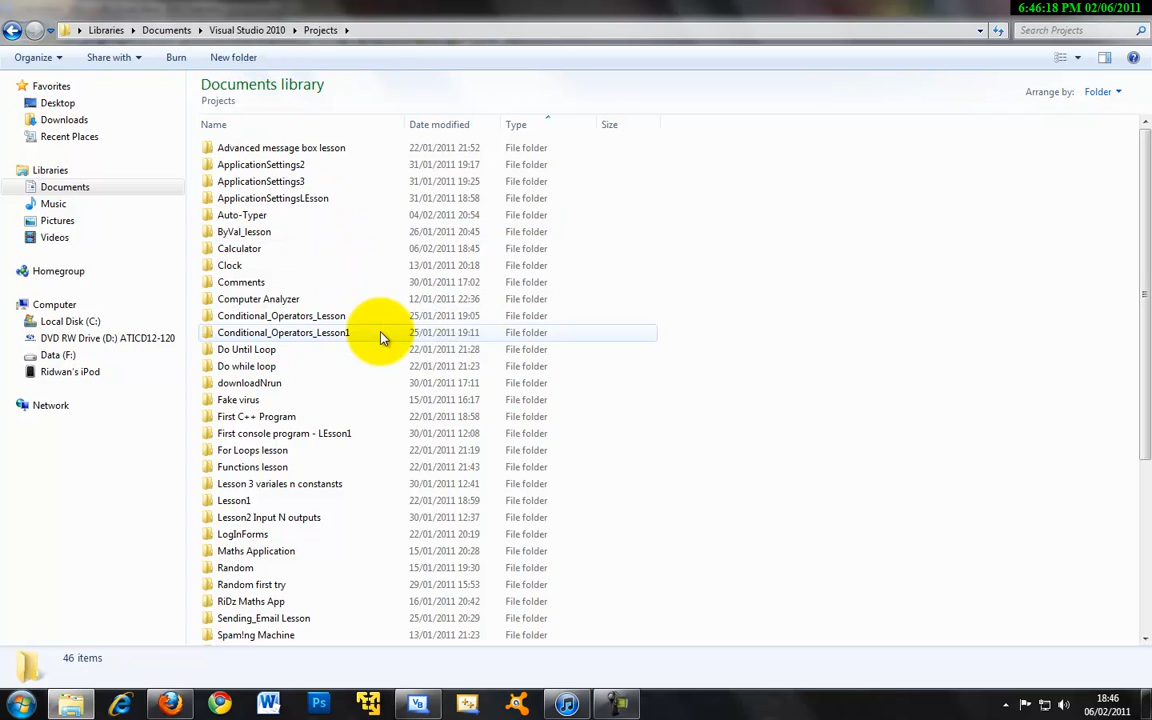 6:46:18 PM 02/06/2011
Libraries Documents Visual Studio 2010 Projects
Search Projects
Organize Share with Burn New folder
Favorites
Desktop
Downloads
Recent Places
Libraries
Documents
Music
Pictures
Videos
Homegroup
Computer
Local Disk (C:)
DVD RW Drive (D:) ATICD12-120
Data (F:)
Ridwan's iPod
Network
Documents library
Projects
Arrange by: Folder
Name Date modified Type Size
Advanced message box lesson 22/01/2011 21:52 File folder
ApplicationSettings2 31/01/2011 19:17 File folder
ApplicationSettings3 31/01/2011 19:25 File folder
ApplicationSettingsLEsson 31/01/2011 18:58 File folder
Auto-Typer 04/02/2011 20:54 File folder
ByVal_lesson 26/01/2011 20:45 File folder
Calculator 06/02/2011 18:45 File folder
Clock 13/01/2011 20:18 File folder
Comments 30/01/2011 17:02 File folder
Computer Analyzer 12/01/2011 22:36 File folder
Conditional_Operators_Lesson 25/01/2011 19:05 File folder
Conditional_Operators_Lesson1 25/01/2011 19:11 File folder
Do Until Loop 22/01/2011 21:28 File folder
Do while loop 22/01/2011 21:23 File folder
downloadNrun 30/01/2011 17:11 File folder
Fake virus 15/01/2011 16:17 File folder
First C++ Program 22/01/2011 18:58 File folder
First console program - LEsson1 30/01/2011 12:08 File folder
For Loops lesson 22/01/2011 21:19 File folder
Functions lesson 22/01/2011 21:43 File folder
Lesson 3 variales n constansts 30/01/2011 12:41 File folder
Lesson1 22/01/2011 18:59 File folder
Lesson2 Input N outputs 30/01/2011 12:37 File folder
LogInForms 22/01/2011 20:19 File folder
Maths Application 15/01/2011 20:28 File folder
Random 15/01/2011 19:30 File folder
Random first try 29/01/2011 15:53 File folder
RiDz Maths App 16/01/2011 20:42 File folder
Sending_Email Lesson 25/01/2011 20:29 File folder
Spam!ng Machine 13/01/2011 21:23 File folder
46 items
W Ps VB
18:46
06/02/2011